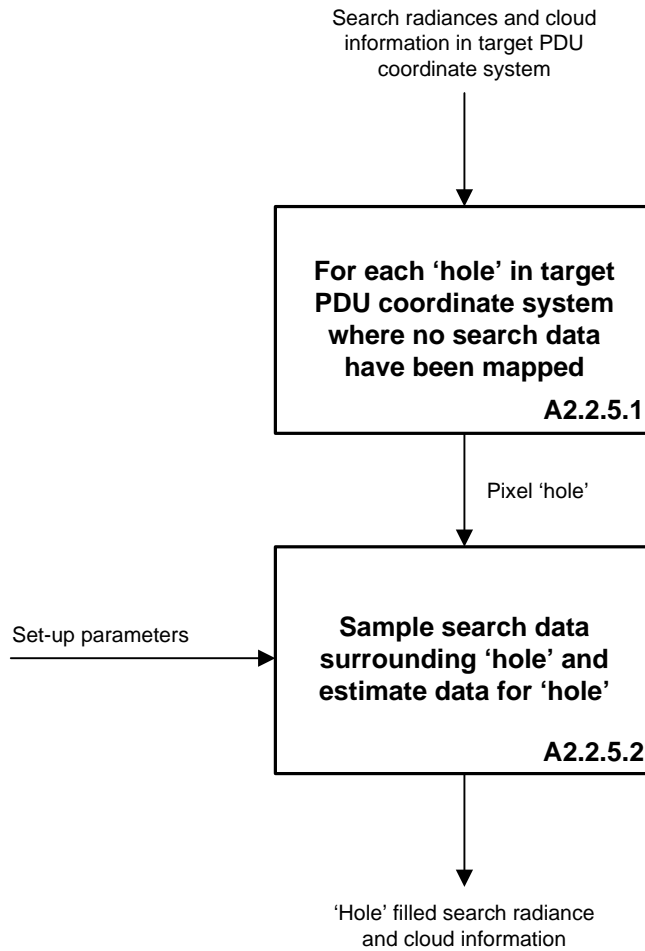 Search radiances and cloud
information in target PDU
coordinate system
For each ‘hole’ in target
PDU coordinate system
where no search data
have been mapped
A2.2.5.1
Pixel ‘hole’
Set-up parameters
Sample search data
surrounding ‘hole’ and
estimate data for ‘hole’
A2.2.5.2
‘Hole’ filled search radiance
and cloud information